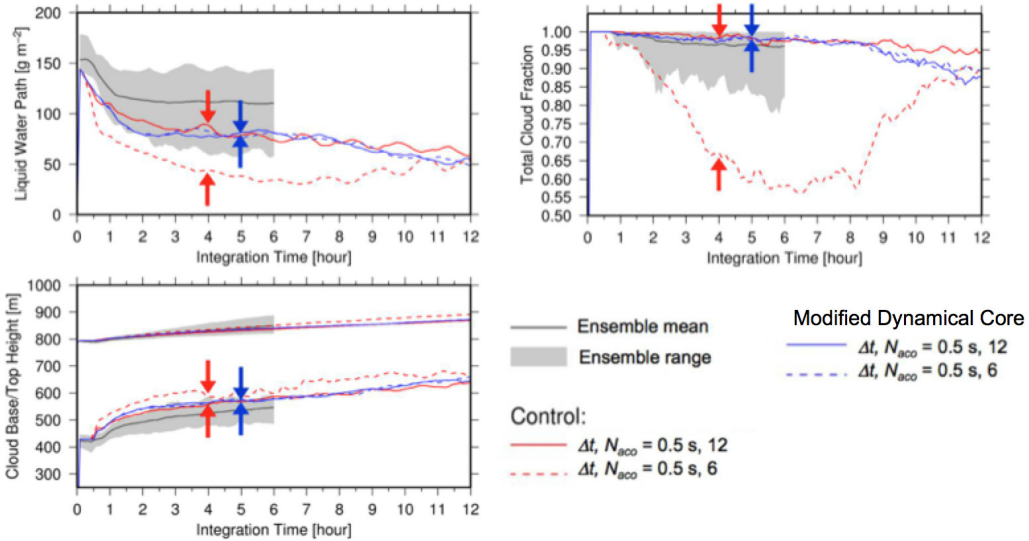 Liquid Water Path [g m⁻²]
200
150
100
50
0
0 1 2 3 4 5 6 7 8 9 10 11 12
Integration Time [hour]
Total Cloud Fraction
1.00
0.95
0.90
0.85
0.80
0.75
0.70
0.65
0.60
0.55
0.50
0 1 2 3 4 5 6 7 8 9 10 11 12
Integration Time [hour]
Cloud Base/Top Height [m]
1000
900
800
700
600
500
400
300
0 1 2 3 4 5 6 7 8 9 10 11 12
Integration Time [hour]
Ensemble mean
Ensemble range
Modified Dynamical Core
Δt, Naco = 0.5 s, 12
Δt, Naco = 0.5 s, 6
Control:
Δt, Naco = 0.5 s, 12
Δt, Naco = 0.5 s, 6